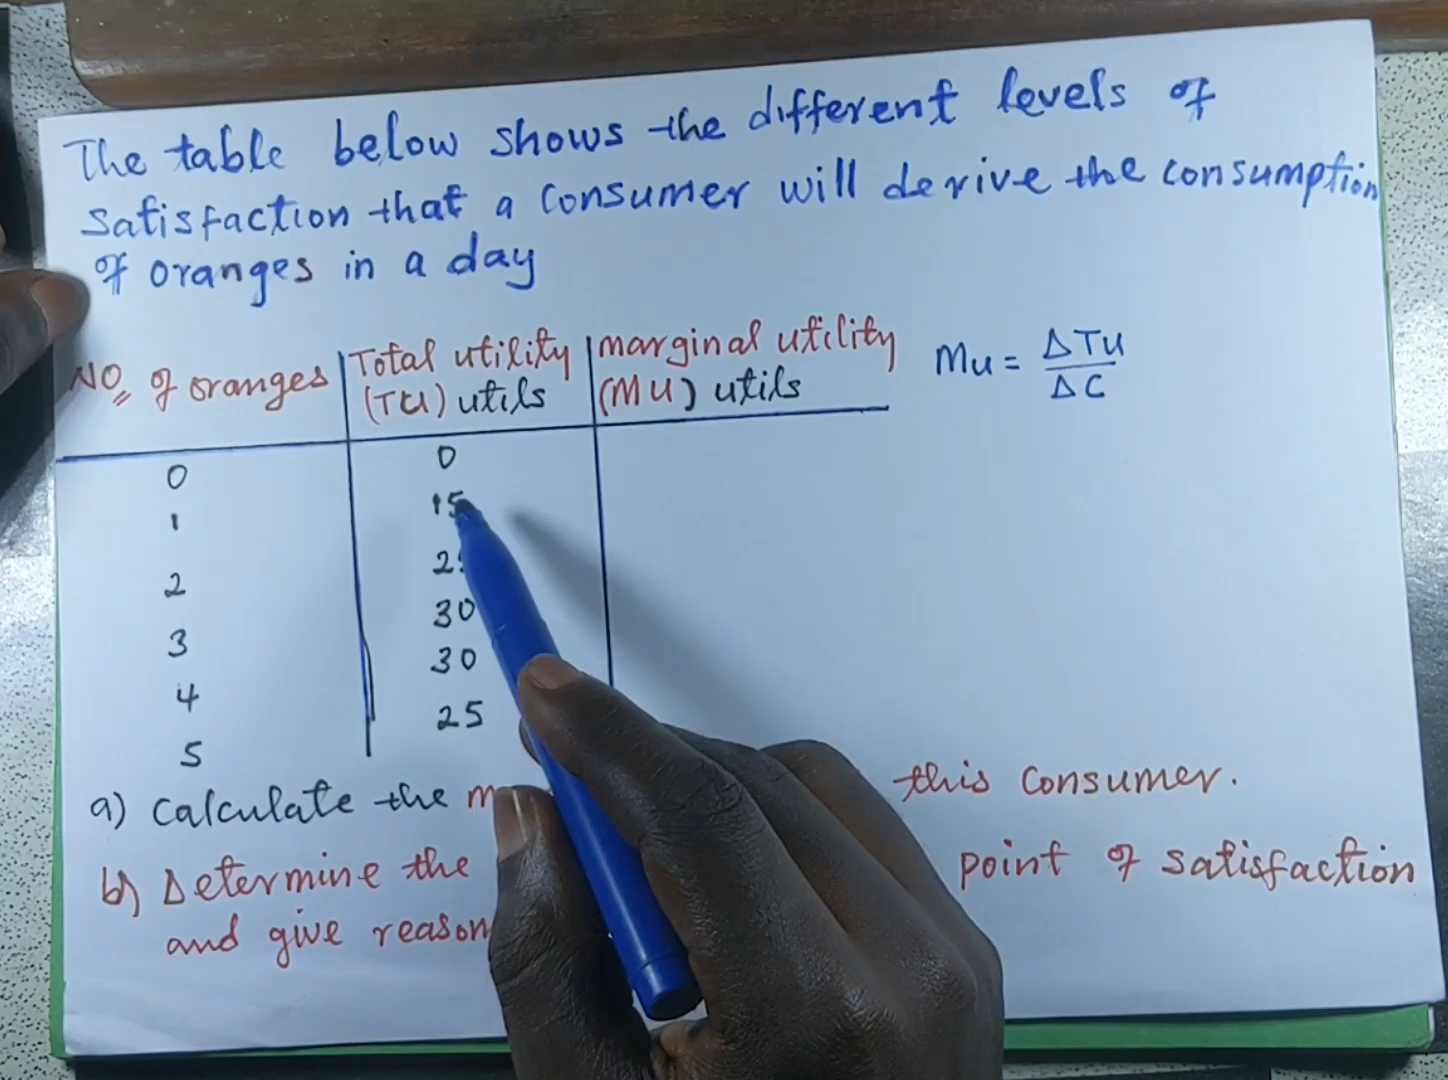 The table below shows the different levels of
satisfaction that a consumer will derive the consumption
of oranges in a day
No of oranges Total utility marginal utility Mu = ΔTu
(TU) utils (MU) utils ΔC
0 0
1 15
2 2
3 30
4 30
5 25
a) calculate the this consumer.
b) Determine the point of satisfaction
and give reason